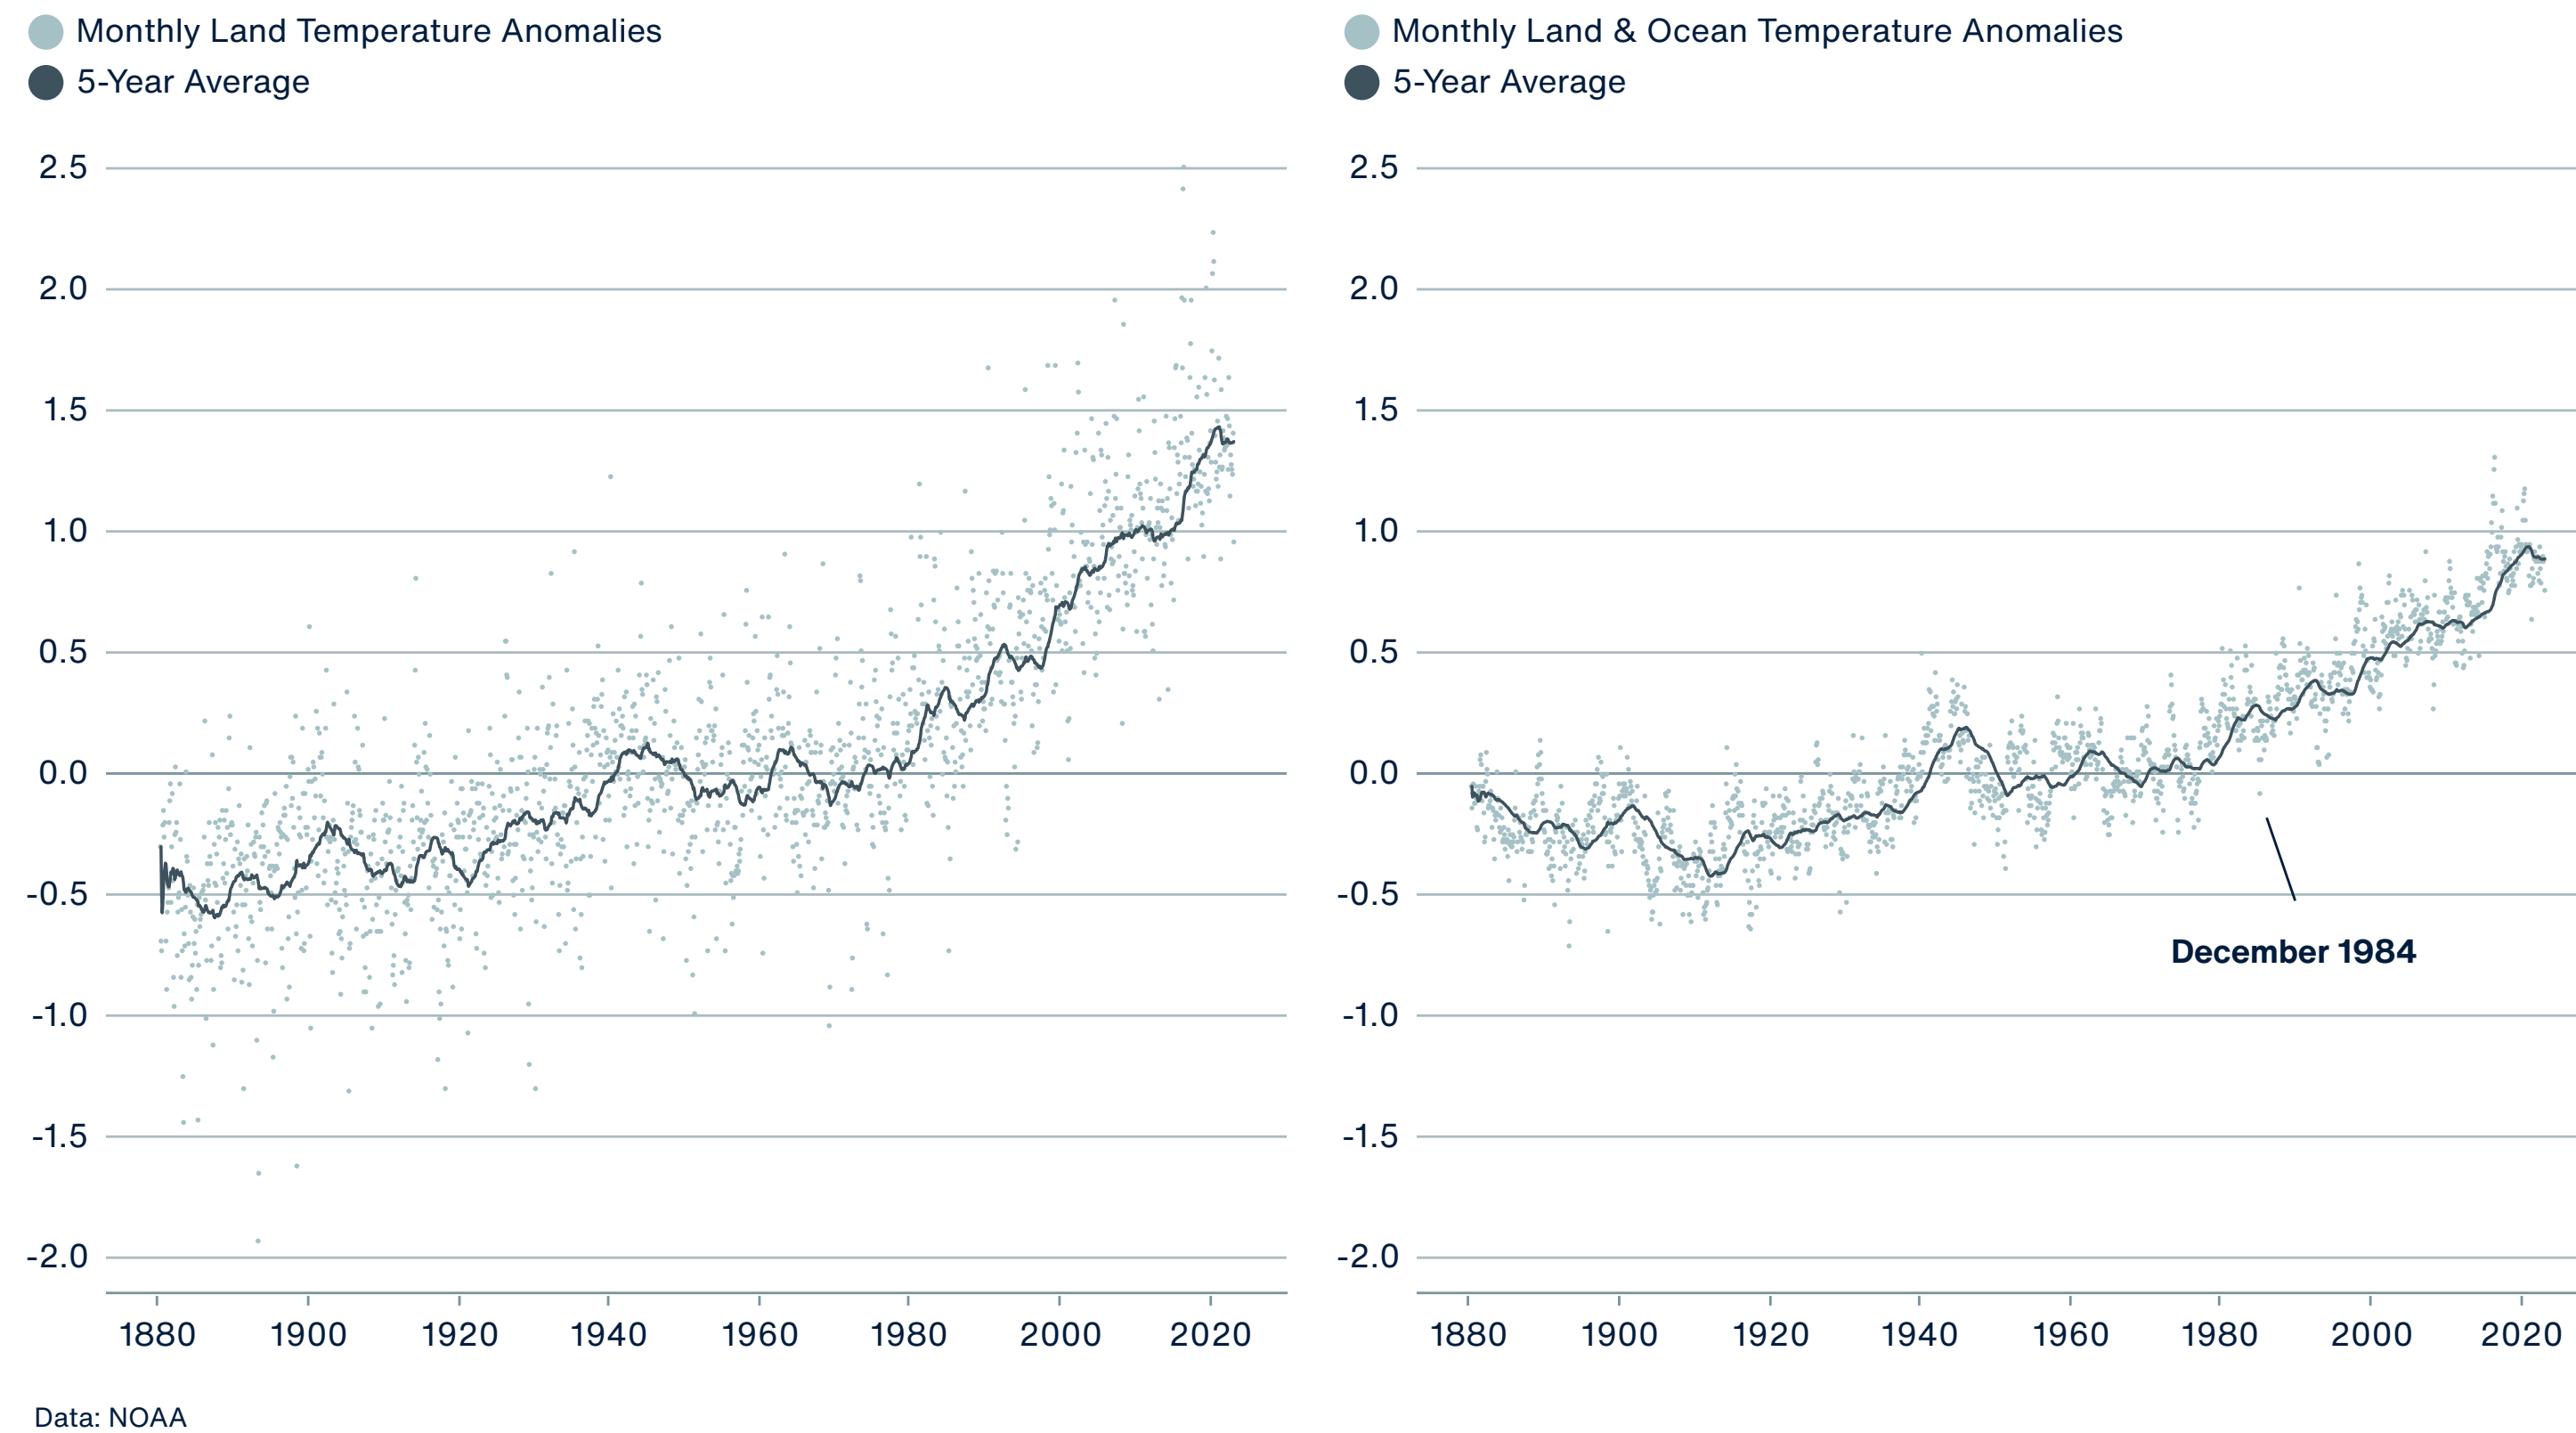 Monthly Land Temperature Anomalies
5-Year Average
2.5
2.0
1.5
1.0
0.5
0.0
-0.5
-1.0
-1.5
-2.0
1880 1900 1920 1940 1960 1980 2000 2020
Monthly Land & Ocean Temperature Anomalies
5-Year Average
2.5
2.0
1.5
1.0
0.5
0.0
-0.5
December 1984
-1.0
-1.5
-2.0
1880 1900 1920 1940 1960 1980 2000 2020
Data: NOAA